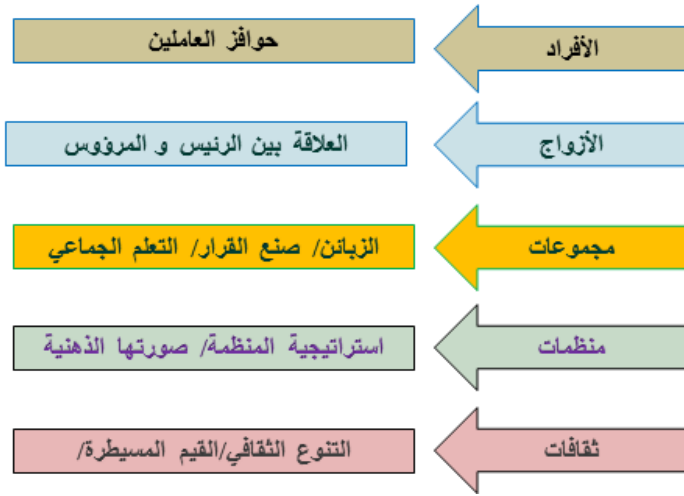 الأفراد
حوافز العاملين
الأزواج
العلاقة بين الرئيس و المرؤوس
مجموعات
الزبائن/ صنع القرار/ التعلم الجماعي
منظمات
استراتيجية المنظمة/ صورتها الذهنية
ثقافات
التنوع الثقافي/القيم المسيطرة/